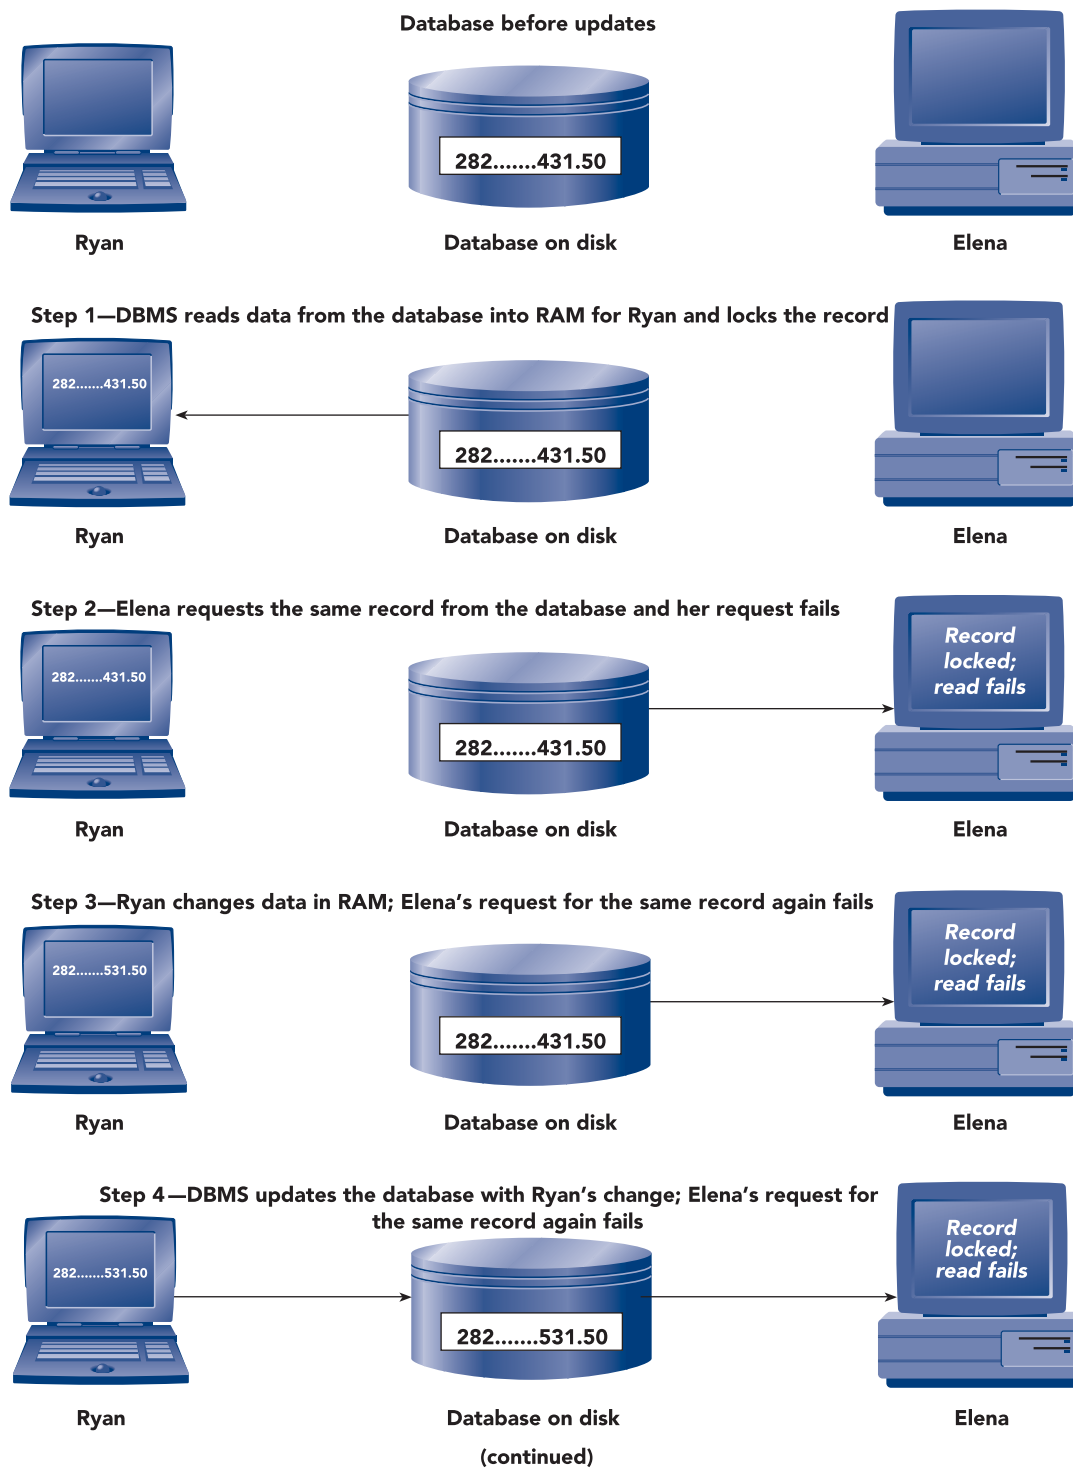 Database before updates
282.......431.50
Ryan
Database on disk
Elena
Step 1—DBMS reads data from the database into RAM for Ryan and locks the record
282.......431.50
282.......431.50
Ryan
Database on disk
Elena
Step 2—Elena requests the same record from the database and her request fails
282.......431.50
282.......431.50
Record
locked;
read fails
Ryan
Database on disk
Elena
Step 3—Ryan changes data in RAM; Elena’s request for the same record again fails
282.......531.50
282.......431.50
Record
locked;
read fails
Ryan
Database on disk
Elena
Step 4—DBMS updates the database with Ryan’s change; Elena’s request for
the same record again fails
282.......531.50
282.......531.50
Record
locked;
read fails
Ryan
Database on disk
Elena
(continued)